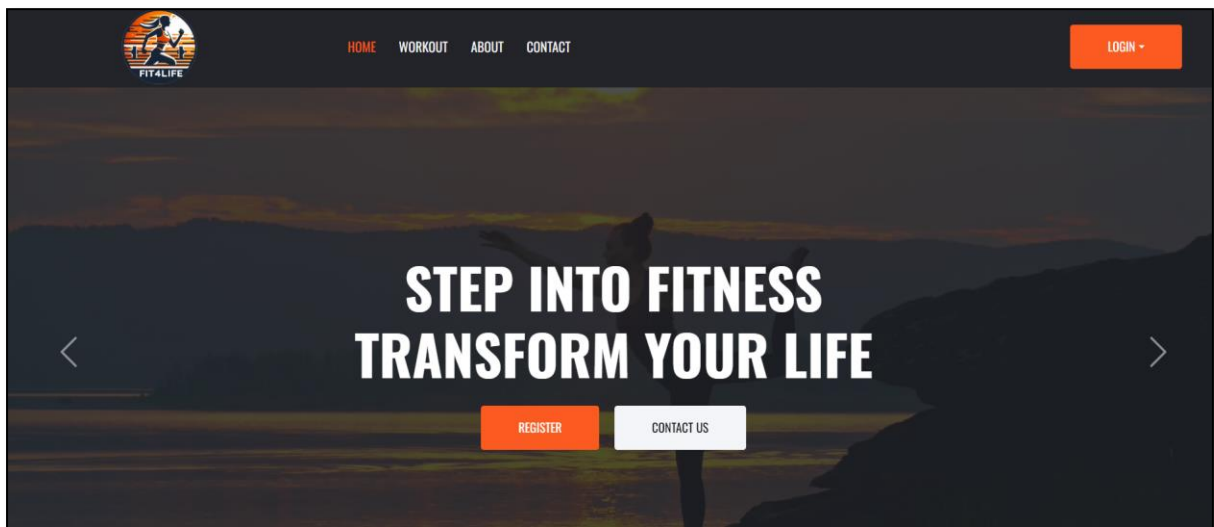 FIT4LIFE
HOME WORKOUT ABOUT CONTACT
LOGIN
STEP INTO FITNESS
TRANSFORM YOUR LIFE
REGISTER CONTACT US